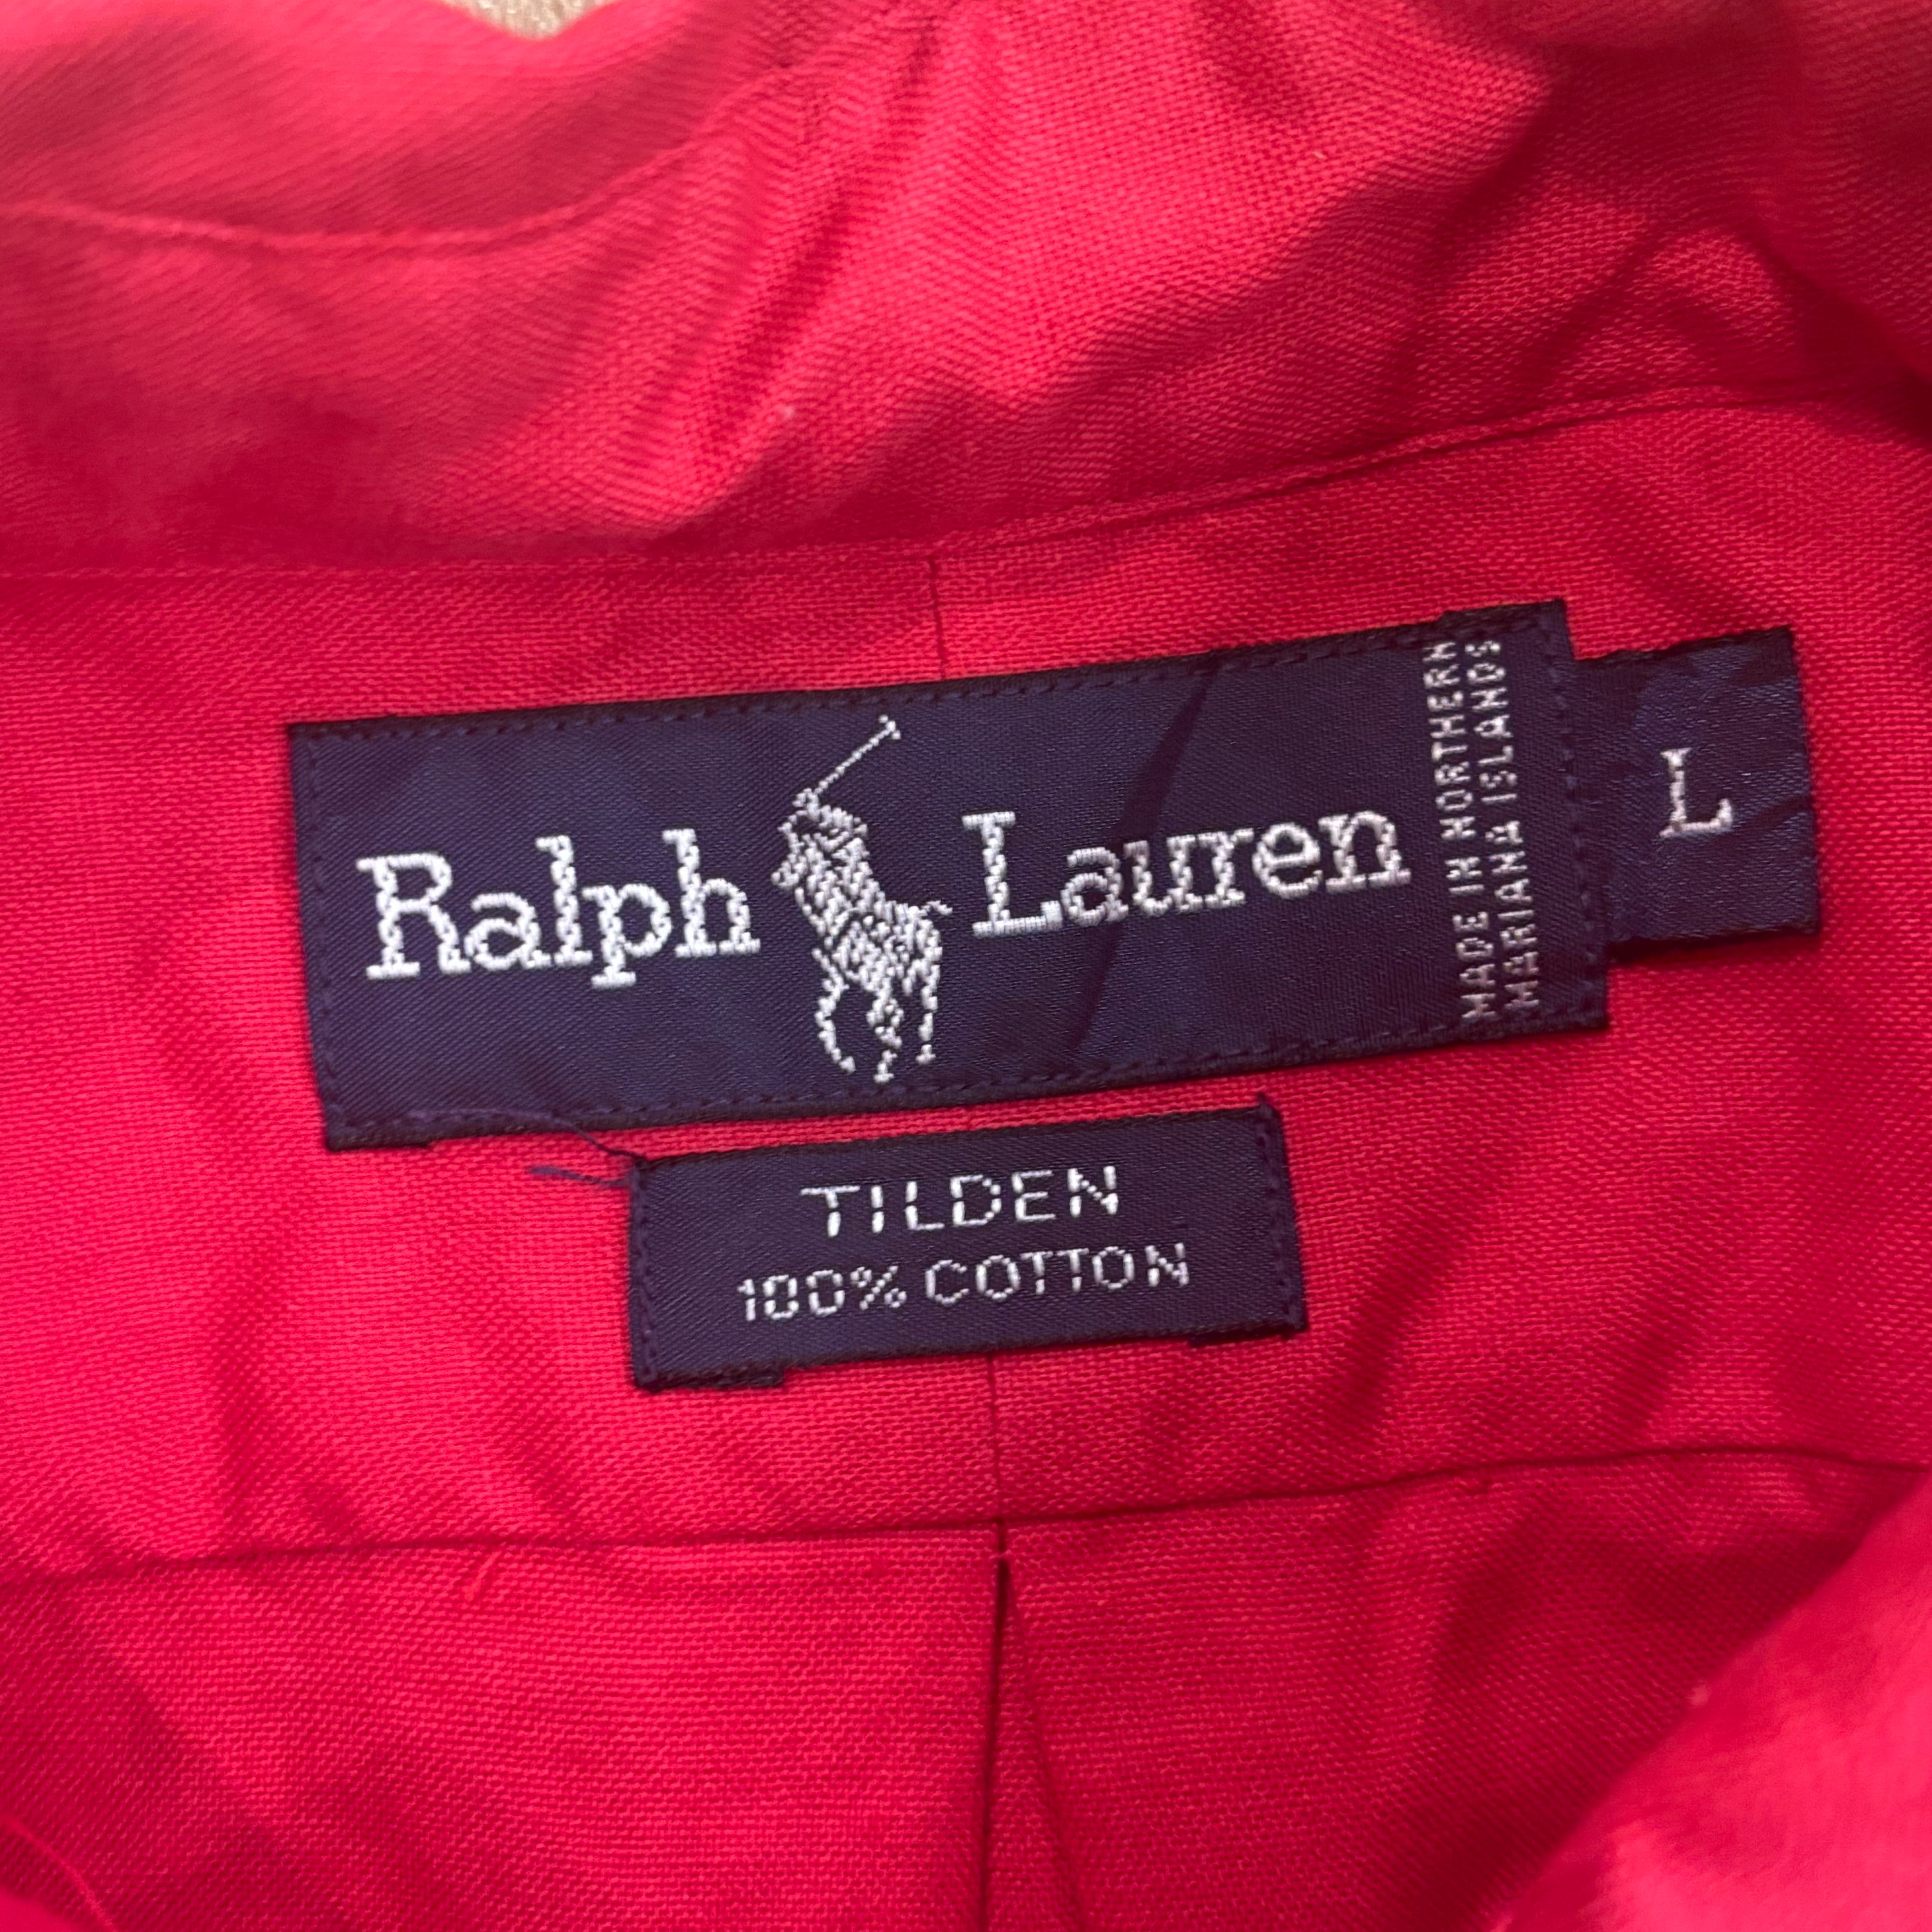 Ralph Lauren
MADE IN NORTHERN
MARIANA ISLANDS
L
TILDEN
100% COTTON